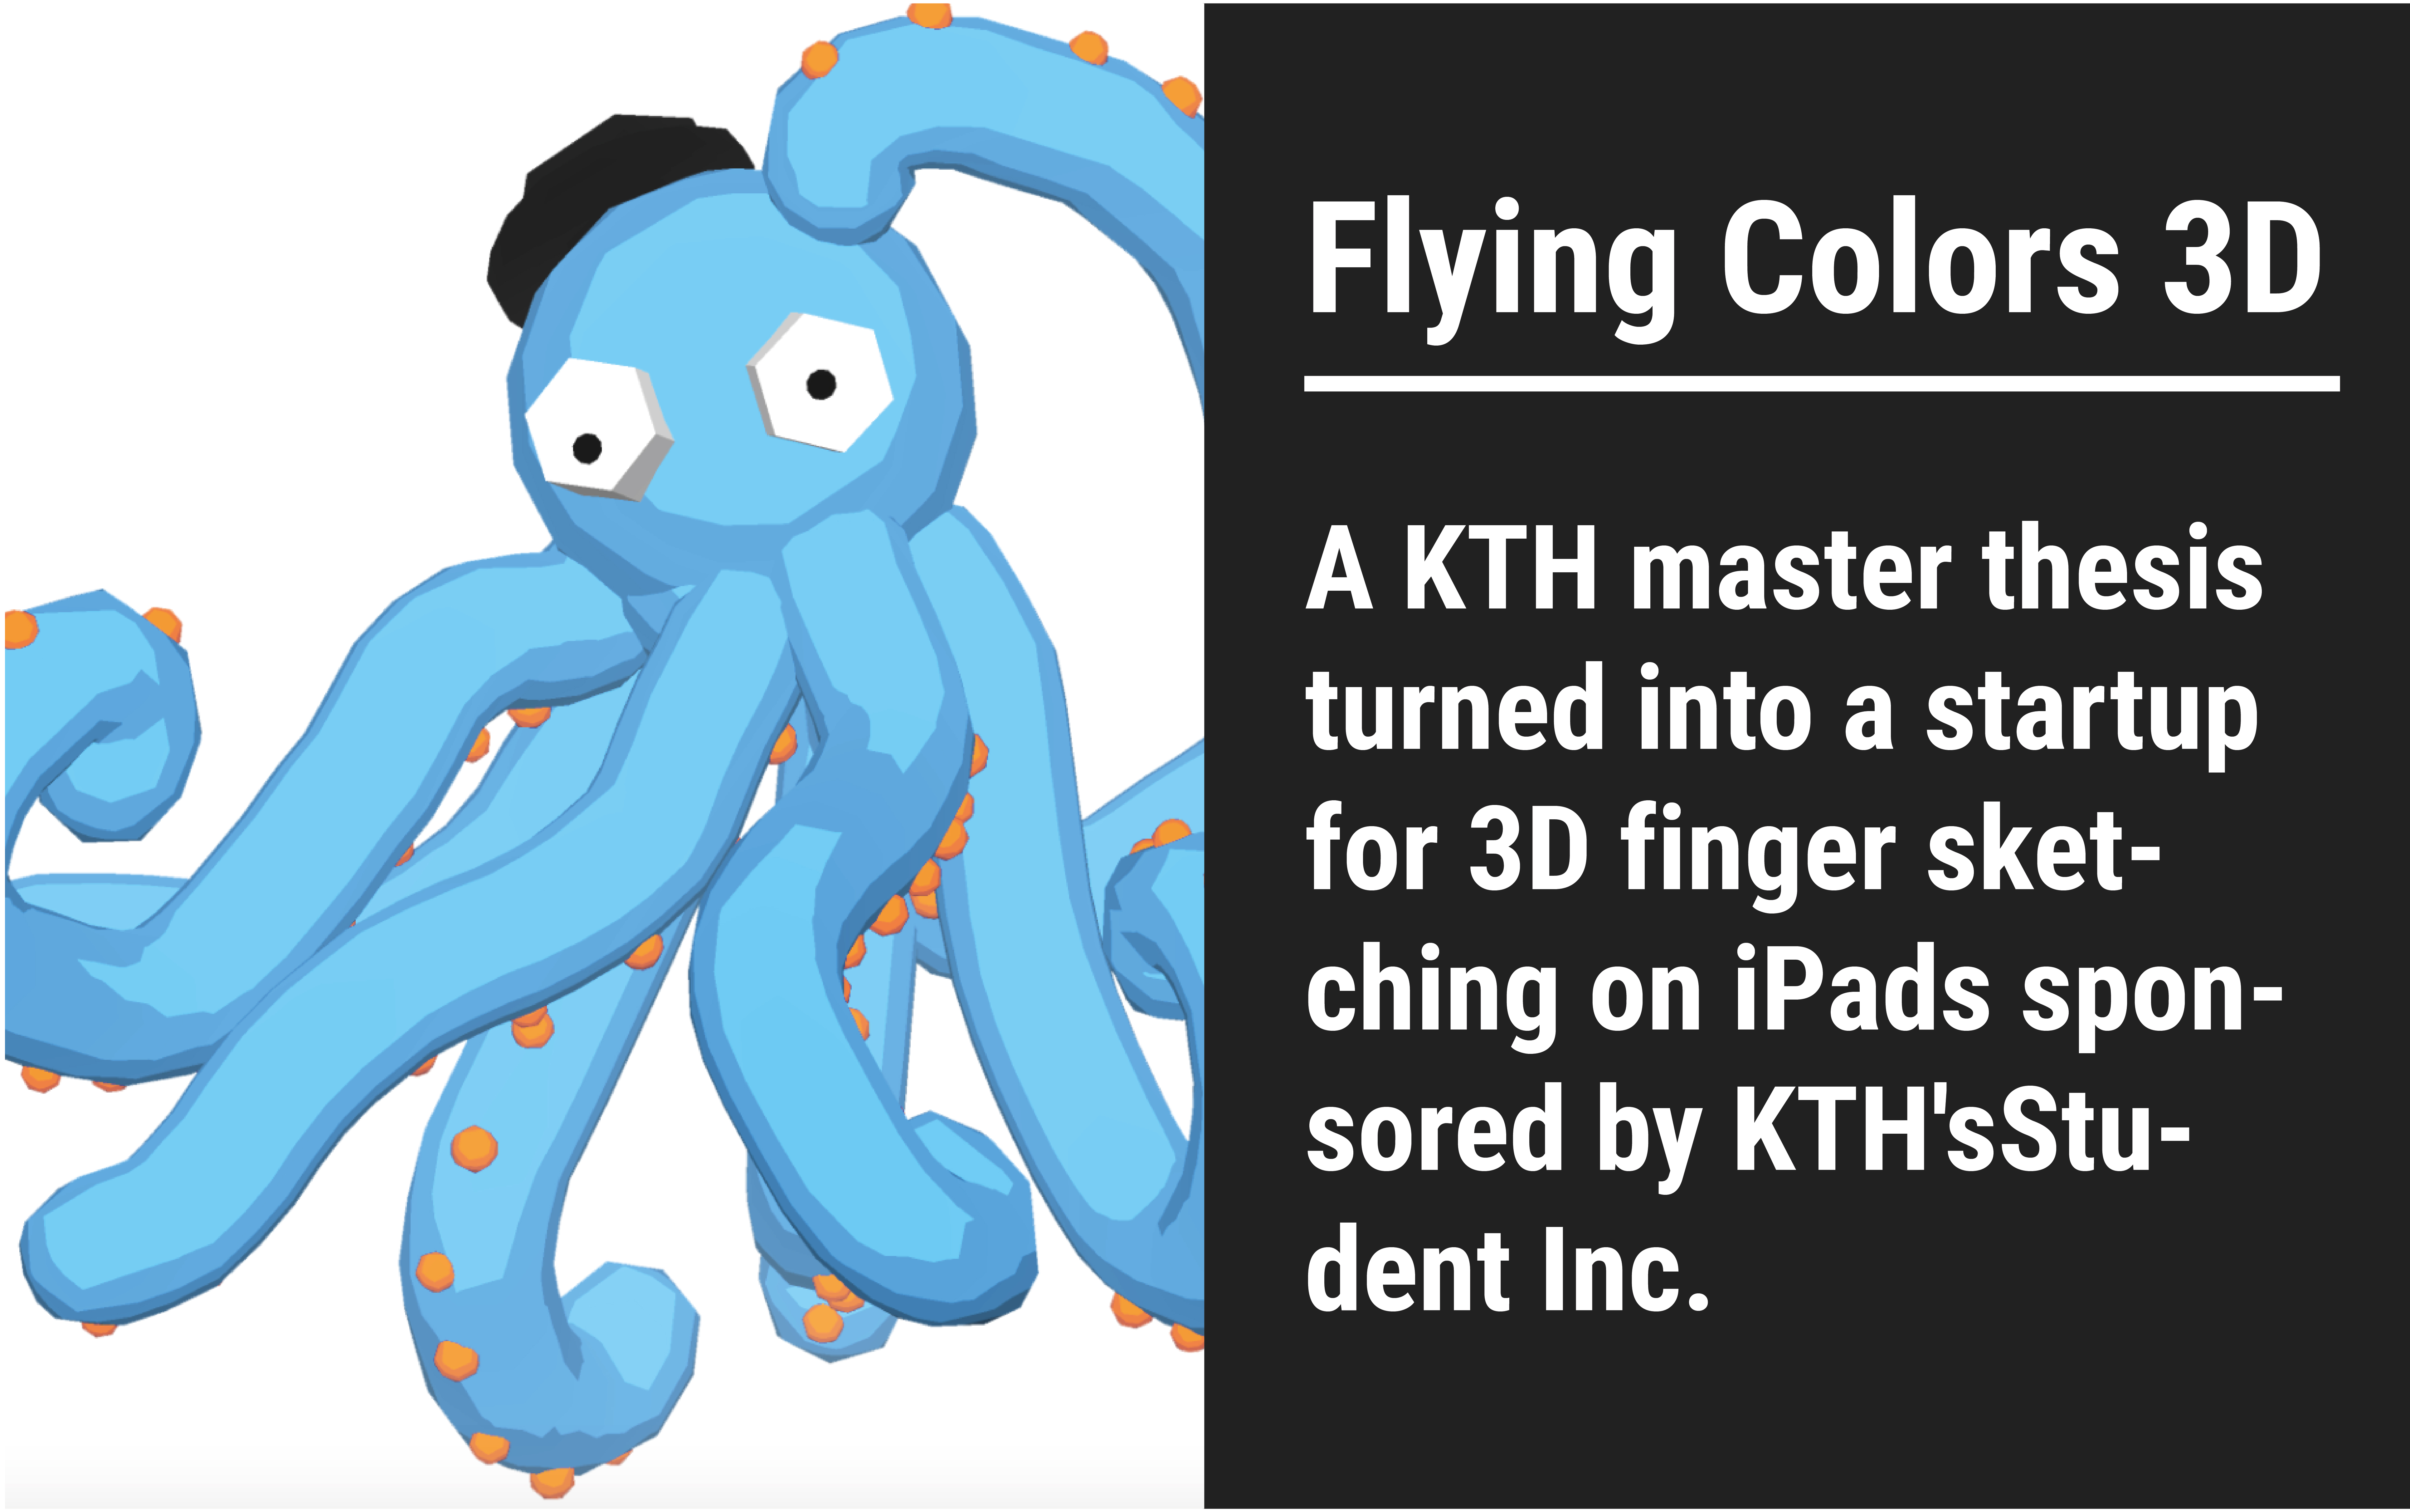 Flying Colors 3D
A KTH master thesis
turned into a startup
for 3D finger sket-
ching on iPads spon-
sored by KTH'sStu-
dent Inc.